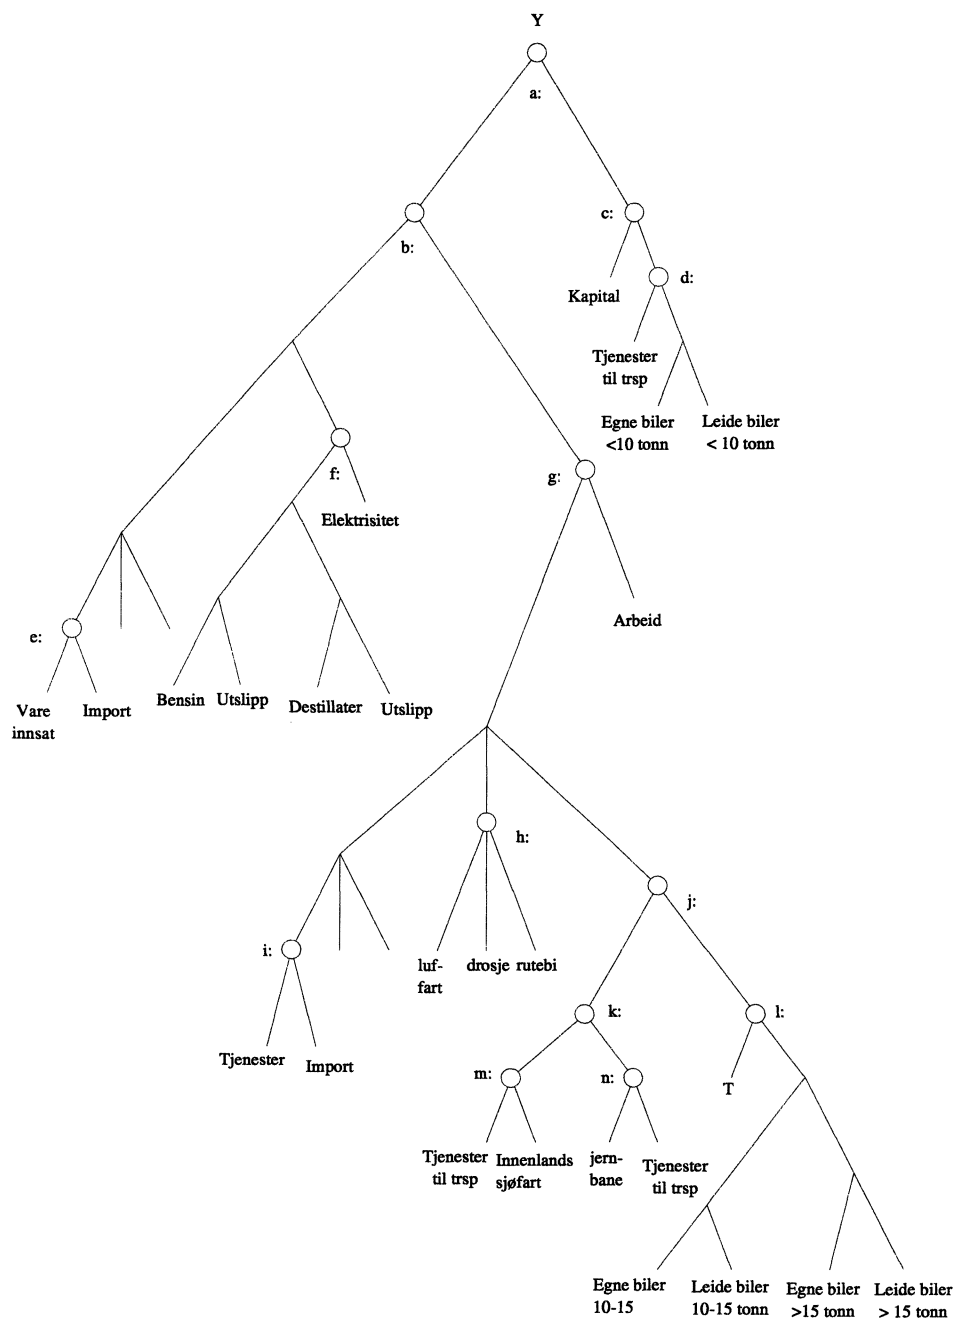 Y
a:
c:
b:
d:
Kapital
Tjenester
til trsp
Egne biler
<10 tonn
Leide biler
< 10 tonn
g:
f:
Elektrisitet
Arbeid
e:
Vare
innsat
Import
Bensin
Utslipp
Destillater
Utslipp
h:
j:
i:
luf-
fart
drosje
rutebi
k:
l:
Tjenester
Import
m:
n:
T
Tjenester
til trsp
Innenlands
sjøfart
jern-
bane
Tjenester
til trsp
Egne biler
10-15
Leide biler
10-15 tonn
Egne biler
>15 tonn
Leide biler
> 15 tonn